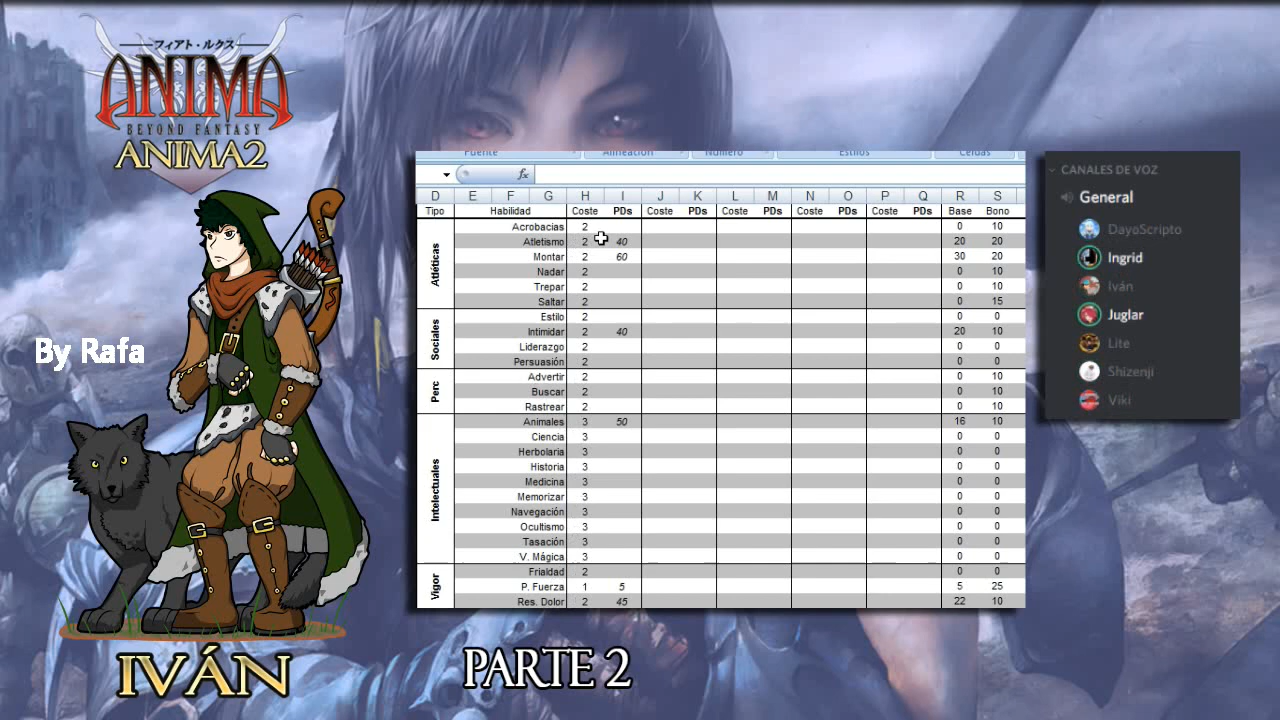 フィアト・ルクス
ANIMA
BEYOND FANTASY
ANIMA2
By Rafa
IVÁN
PARTE 2
Fuente Alineación Número Estilos Celdas
fx
D E F G H I J K L M N O P Q R S
Tipo Habilidad Coste PDs Coste PDs Coste PDs Coste PDs Coste PDs Base Bono
Atléticas
Acrobacias 2 0 10
Atletismo 2 40 20 20
Montar 2 60 30 20
Nadar 2 0 10
Trepar 2 0 10
Saltar 2 0 15
Sociales
Estilo 2 0 0
Intimidar 2 40 20 10
Liderazgo 2 0 0
Persuasión 2 0 0
Perc
Advertir 2 0 10
Buscar 2 0 10
Rastrear 2 0 10
Intelectuales
Animales 3 50 16 10
Ciencia 3 0 0
Herbolaria 3 0 0
Historia 3 0 0
Medicina 3 0 0
Memorizar 3 0 0
Navegación 3 0 0
Ocultismo 3 0 0
Tasación 3 0 0
V. Mágica 3 0 0
Vigor
Frialdad 2 0 0
P. Fuerza 1 5 5 25
Res. Dolor 2 45 22 10
CANALES DE VOZ
General
DayoScripto
Ingrid
Iván
Juglar
Lite
Shizenji
Viki